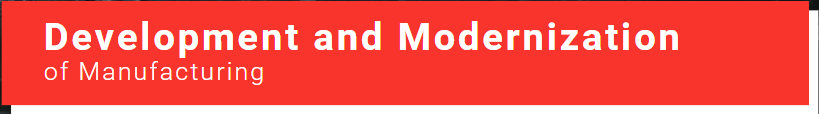 Development and Modernization
of Manufacturing